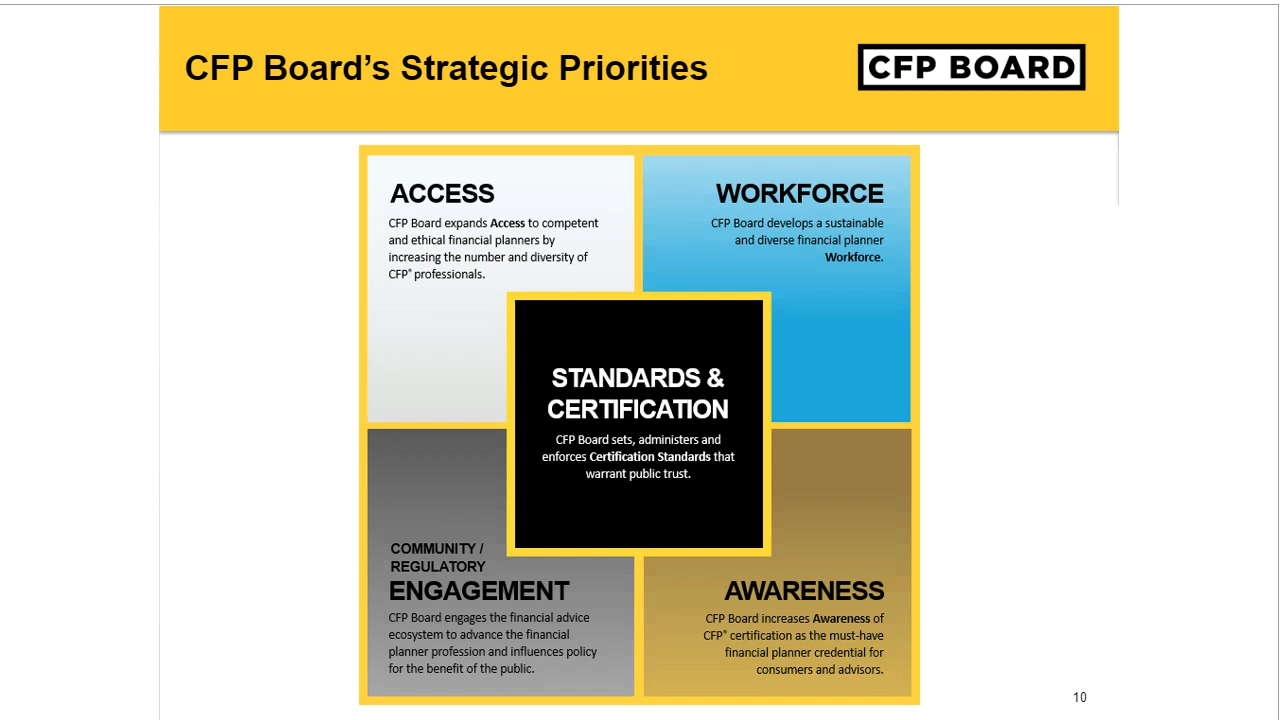 CFP Board’s Strategic Priorities
CFP BOARD
ACCESS
CFP Board expands Access to competent
and ethical financial planners by
increasing the number and diversity of
CFP® professionals.
WORKFORCE
CFP Board develops a sustainable
and diverse financial planner
Workforce.
STANDARDS &
CERTIFICATION
CFP Board sets, administers and
enforces Certification Standards that
warrant public trust.
COMMUNITY /
REGULATORY
ENGAGEMENT
CFP Board engages the financial advice
ecosystem to advance the financial
planner profession and influences policy
for the benefit of the public.
AWARENESS
CFP Board increases Awareness of
CFP® certification as the must-have
financial planner credential for
consumers and advisors.
10